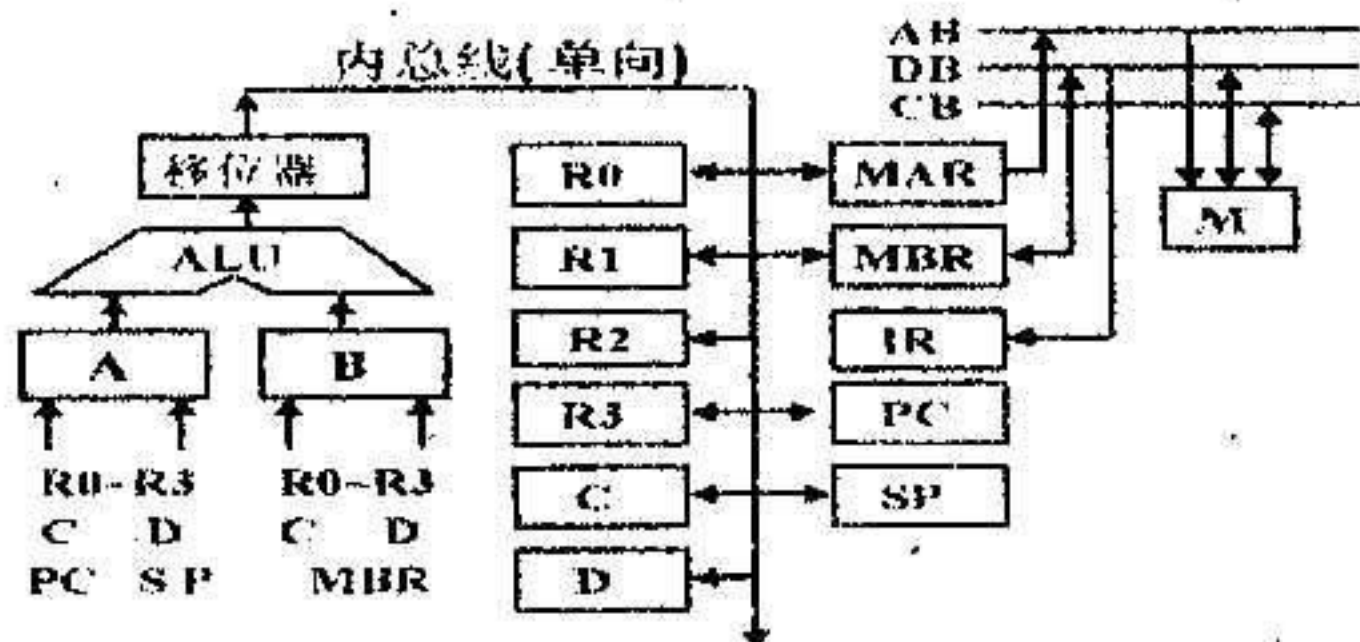 内总线(单向)
AB
DB
CB
移位器
ALU
A
B
R0
R1
R2
R3
C
D
MAR
MBR
IR
PC
SP
M
R0~R3
C D
PC SP
R0~R3
C D
MBR